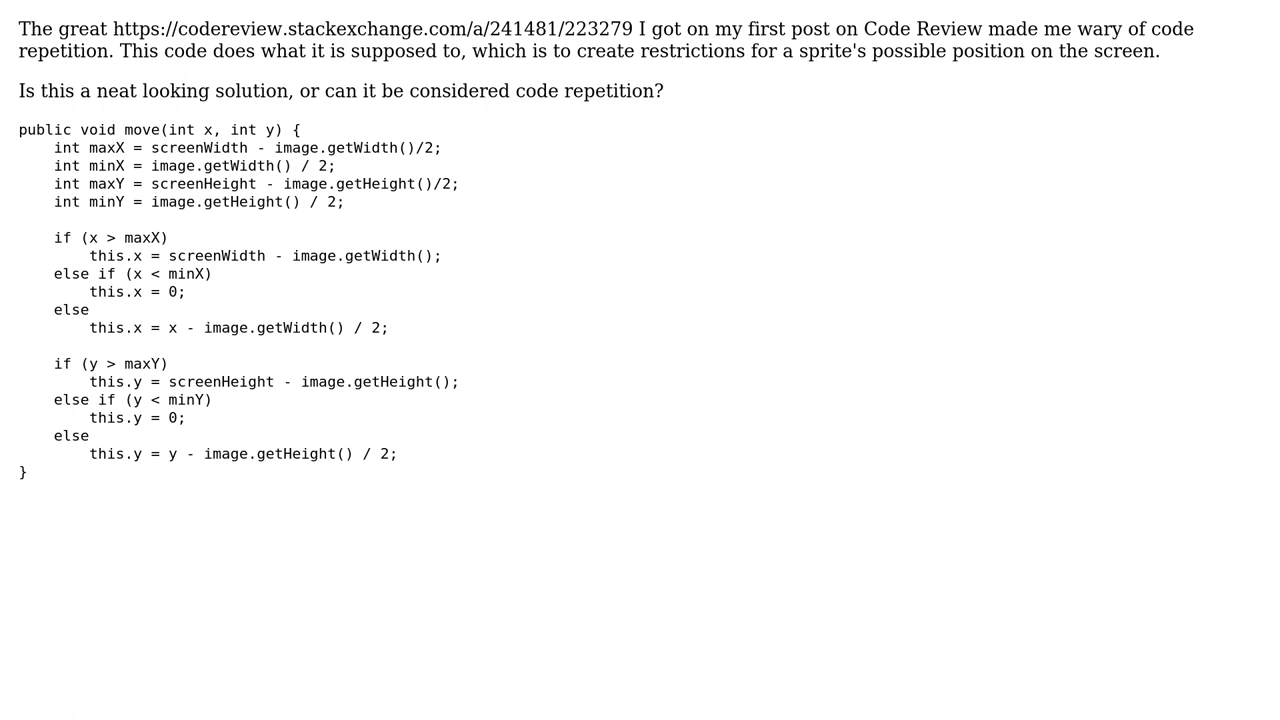 The great https://codereview.stackexchange.com/a/241481/223279 I got on my first post on Code Review made me wary of code
repetition. This code does what it is supposed to, which is to create restrictions for a sprite's possible position on the screen.
Is this a neat looking solution, or can it be considered code repetition?
public void move(int x, int y) {
    int maxX = screenWidth - image.getWidth()/2;
    int minX = image.getWidth() / 2;
    int maxY = screenHeight - image.getHeight()/2;
    int minY = image.getHeight() / 2;

    if (x > maxX)
        this.x = screenWidth - image.getWidth();
    else if (x < minX)
        this.x = 0;
    else
        this.x = x - image.getWidth() / 2;

    if (y > maxY)
        this.y = screenHeight - image.getHeight();
    else if (y < minY)
        this.y = 0;
    else
        this.y = y - image.getHeight() / 2;
}